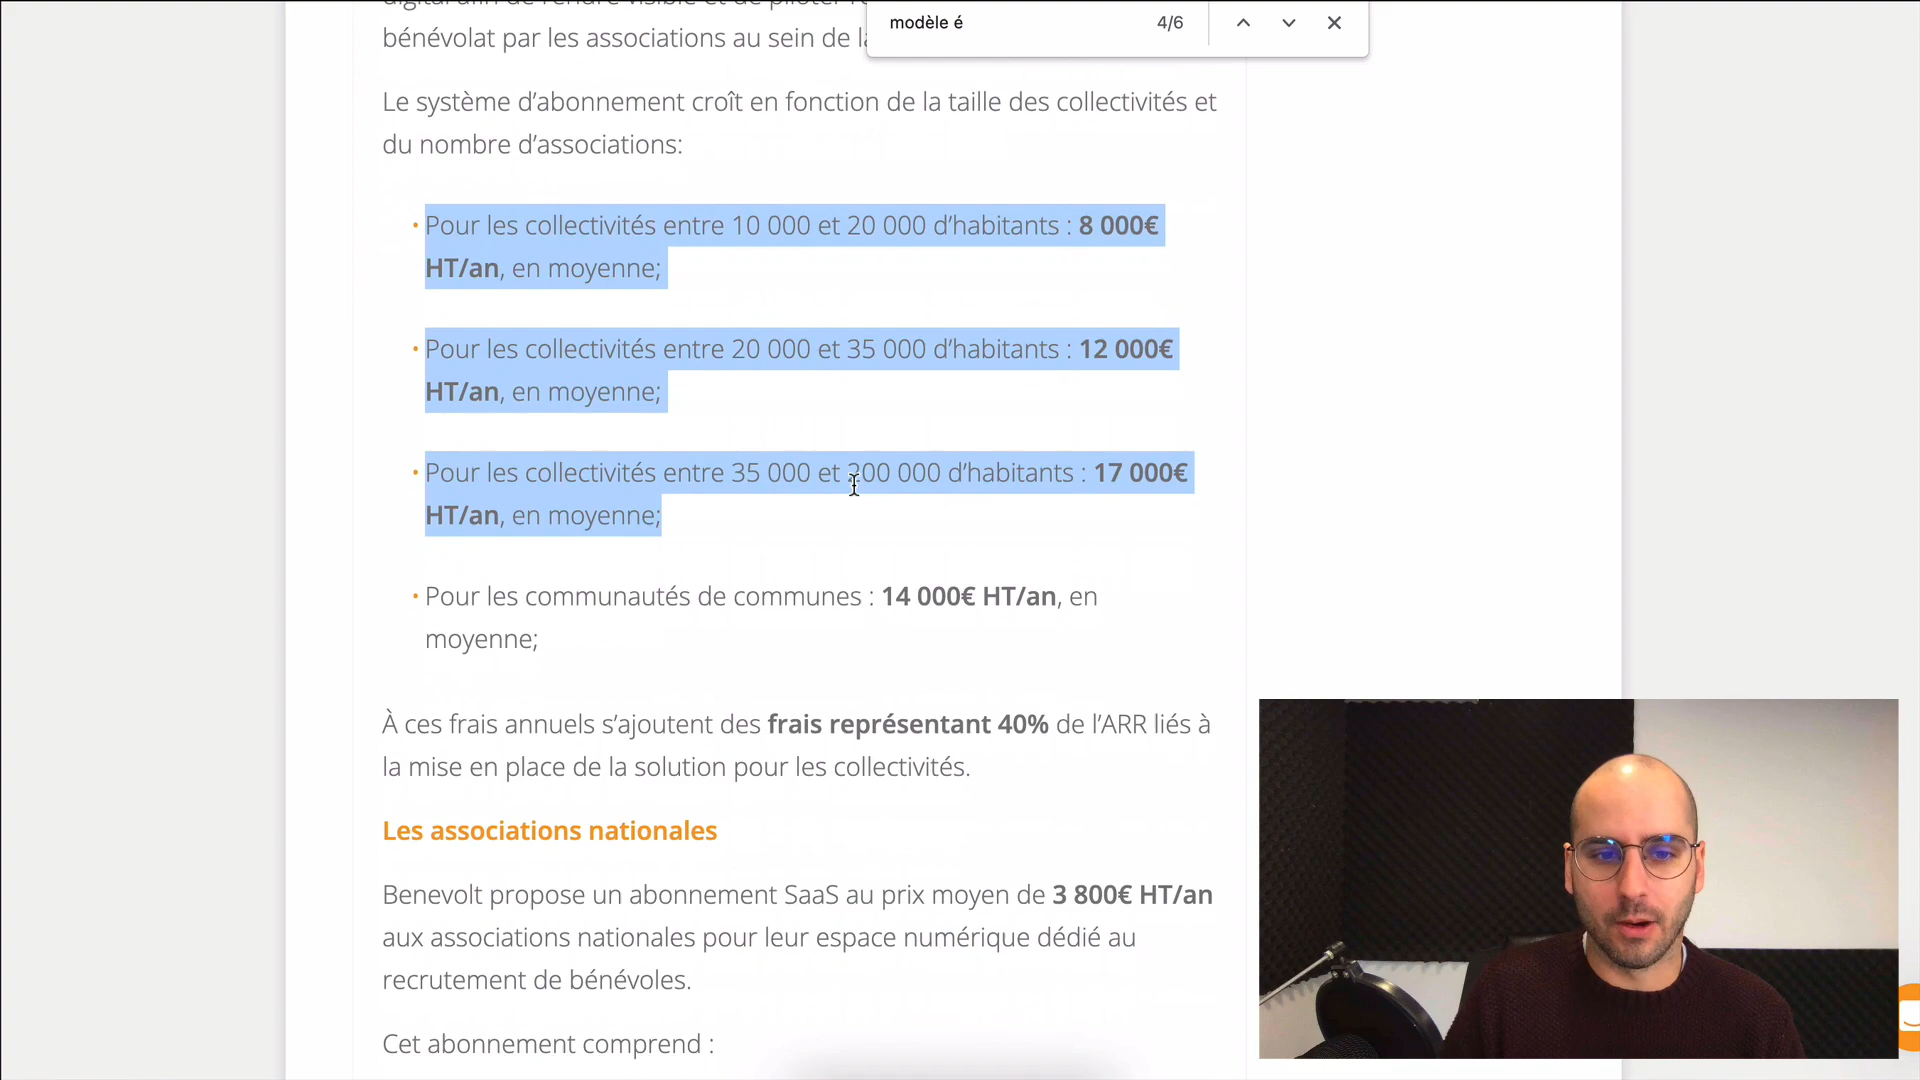 modèle é
4/6
bénévolat par les associations au sein de la
Le système d’abonnement croît en fonction de la taille des collectivités et
du nombre d’associations:
• Pour les collectivités entre 10 000 et 20 000 d’habitants : 8 000€
HT/an, en moyenne;
• Pour les collectivités entre 20 000 et 35 000 d’habitants : 12 000€
HT/an, en moyenne;
• Pour les collectivités entre 35 000 et 200 000 d’habitants : 17 000€
HT/an, en moyenne;
• Pour les communautés de communes : 14 000€ HT/an, en
moyenne;
À ces frais annuels s’ajoutent des frais représentant 40% de l’ARR liés à
la mise en place de la solution pour les collectivités.
Les associations nationales
Benevolt propose un abonnement SaaS au prix moyen de 3 800€ HT/an
aux associations nationales pour leur espace numérique dédié au
recrutement de bénévoles.
Cet abonnement comprend :